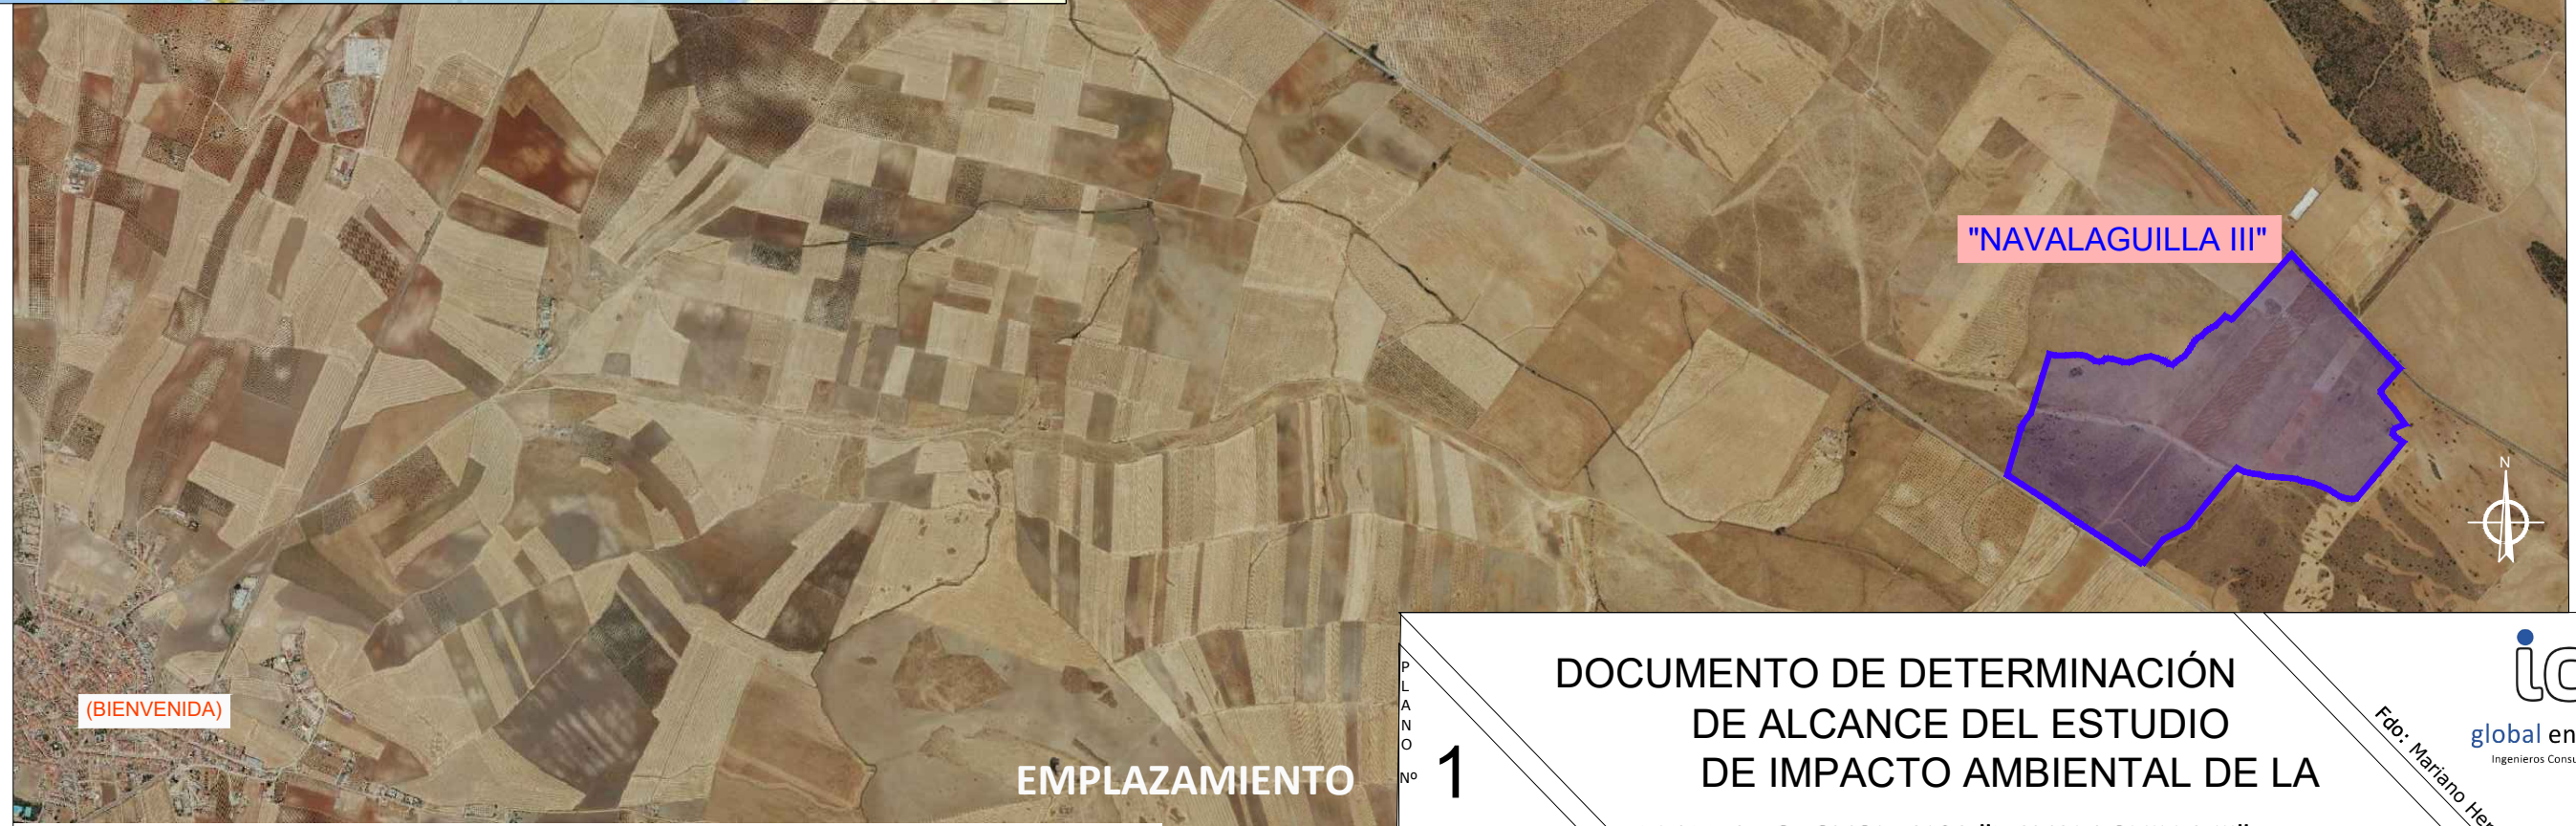 "NAVALAGUILLA III"
N
(BIENVENIDA)
EMPLAZAMIENTO
PLANO Nº
1
DOCUMENTO DE DETERMINACIÓN
DE ALCANCE DEL ESTUDIO
DE IMPACTO AMBIENTAL DE LA
Fdo: Mariano
global
Ingenieros